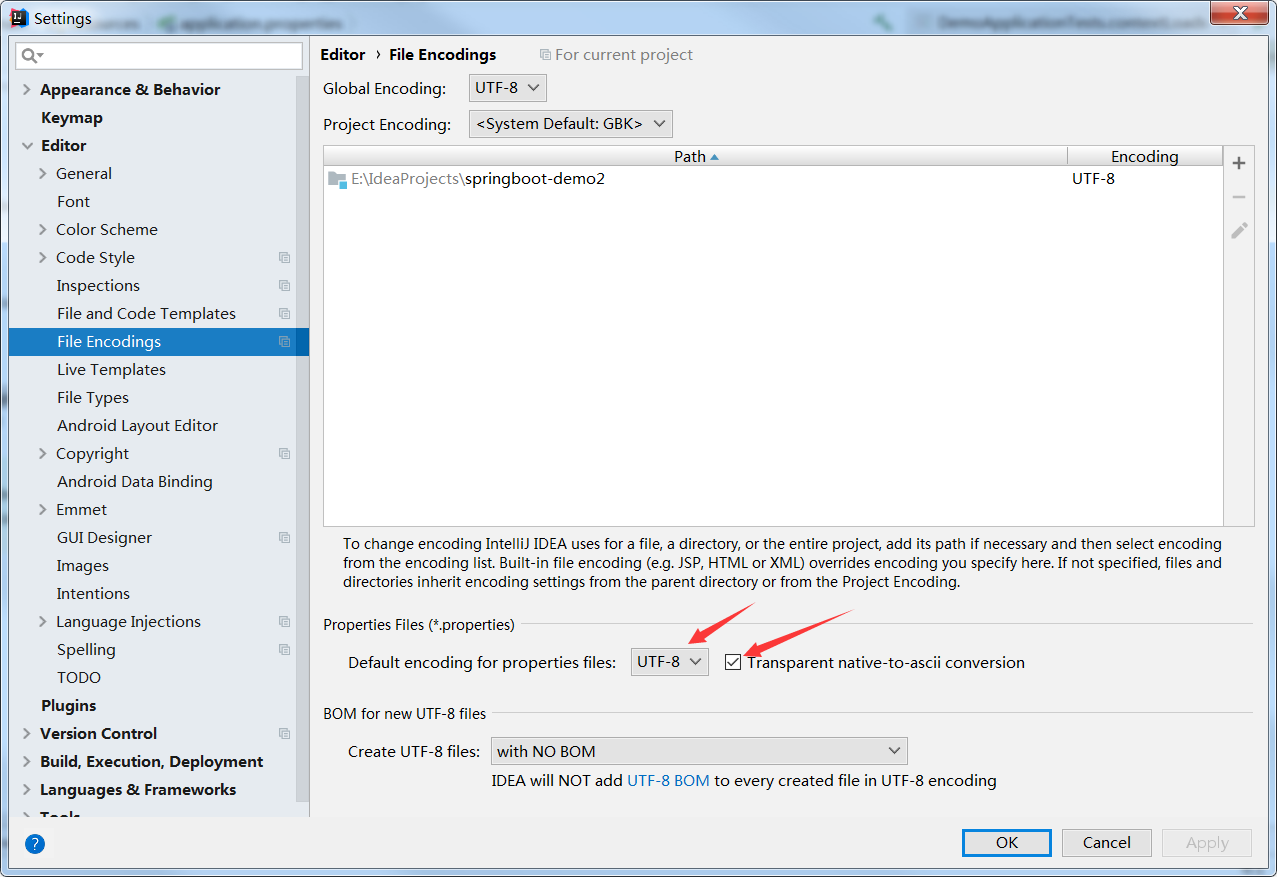 Settings
application.properties
Appearance & Behavior
Keymap
Editor
General
Font
Color Scheme
Code Style
Inspections
File and Code Templates
File Encodings
Live Templates
File Types
Android Layout Editor
Copyright
Android Data Binding
Emmet
GUI Designer
Images
Intentions
Language Injections
Spelling
TODO
Plugins
Version Control
Build, Execution, Deployment
Languages & Frameworks
Tools
Editor › File Encodings For current project
Global Encoding: UTF-8
Project Encoding: <System Default: GBK>
Path Encoding
E:\IdeaProjects\springboot-demo2 UTF-8
To change encoding IntelliJ IDEA uses for a file, a directory, or the entire project, add its path if necessary and then select encoding
from the encoding list. Built-in file encoding (e.g. JSP, HTML or XML) overrides encoding you specify here. If not specified, files and
directories inherit encoding settings from the parent directory or from the Project Encoding.
Properties Files (*.properties)
Default encoding for properties files: UTF-8 Transparent native-to-ascii conversion
BOM for new UTF-8 files
Create UTF-8 files: with NO BOM
IDEA will NOT add UTF-8 BOM to every created file in UTF-8 encoding
? OK Cancel Apply